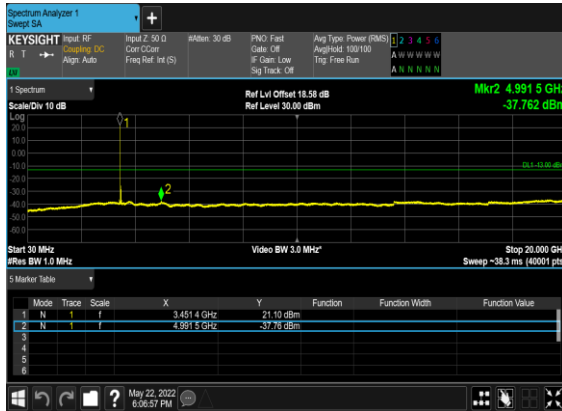 Spectrum Analyzer 1
Swept SA
+
KEYSIGHT Input: RF Input Z: 50 Ω #Atten: 30 dB PNO: Fast Avg Type: Power (RMS) 1 2 3 4 5 6
R T Coupling: DC Corr CCorr Gate: Off Avg|Hold: 100/100 A W W W W W
Align: Auto Freq Ref: Int (S) IF Gain: Low Trig: Free Run
LXI Sig Track: Off A N N N N N
1 Spectrum Ref Lvl Offset 18.58 dB Mkr2 4.991 5 GHz
Scale/Div 10 dB Ref Level 30.00 dBm -37.762 dBm
Log
1
20.0
10.0
0.00
-10.0 DL1 -13.00 dBm
-20.0
-30.0 2
-40.0
-50.0
-60.0
Start 30 MHz Video BW 3.0 MHz* Stop 20.000 GHz
#Res BW 1.0 MHz Sweep ~38.3 ms (40001 pts)
5 Marker Table
Mode Trace Scale X Y Function Function Width Function Value
1 N 1 f 3.451 4 GHz 21.10 dBm
2 N 1 f 4.991 5 GHz -37.76 dBm
3
4
5
6
? May 22, 2022
6:06:57 PM